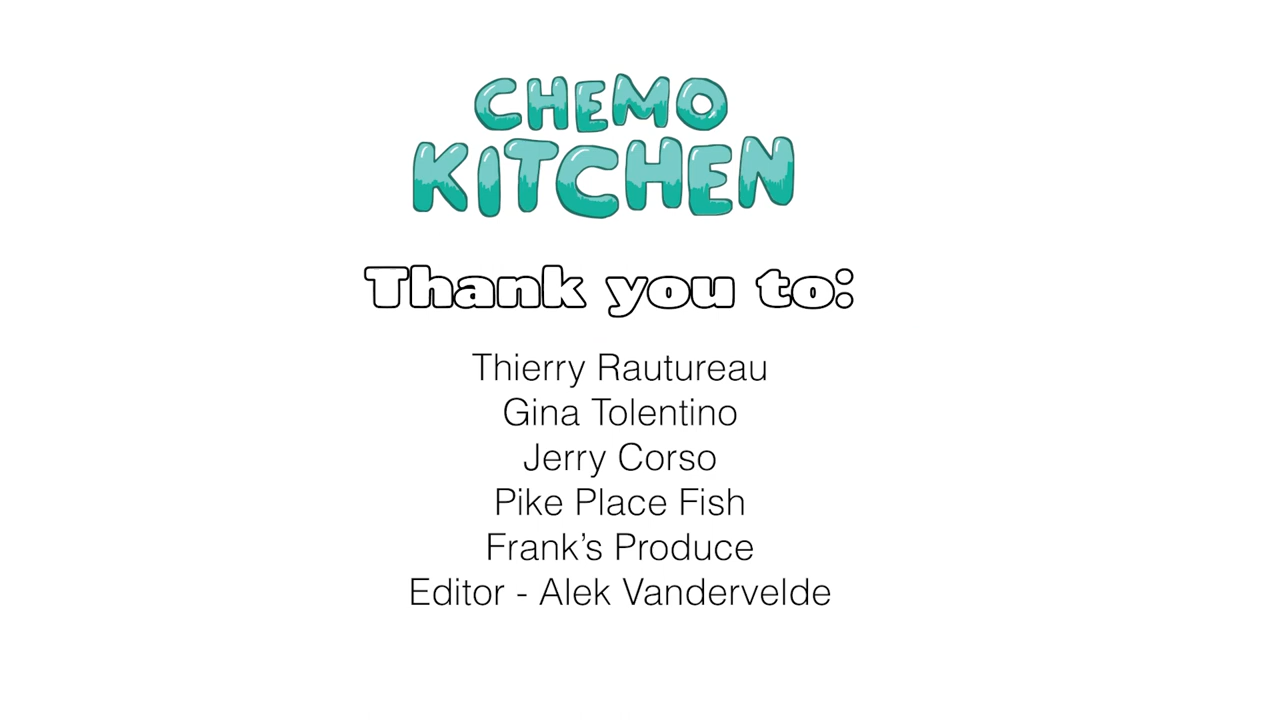 CHEMO
KITCHEN
Thank you to:
Thierry Rautureau
Gina Tolentino
Jerry Corso
Pike Place Fish
Frank’s Produce
Editor - Alek Vandervelde